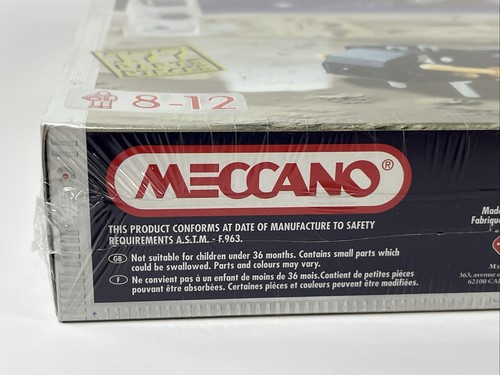 8-12
MECCANO®
THIS PRODUCT CONFORMS AT DATE OF MANUFACTURE TO SAFETY
REQUIREMENTS A.S.T.M. - F.963.
GB Not suitable for children under 36 months. Contains small parts which
could be swallowed. Parts and colours may vary.
F Ne convient pas à un enfant de moins de 36 mois.Contient de petites pièces
pouvant être absorbées. Certaines pièces et couleurs peuvent être modifiées.
Made
Fabriqu
363, avenue
62100 CAL